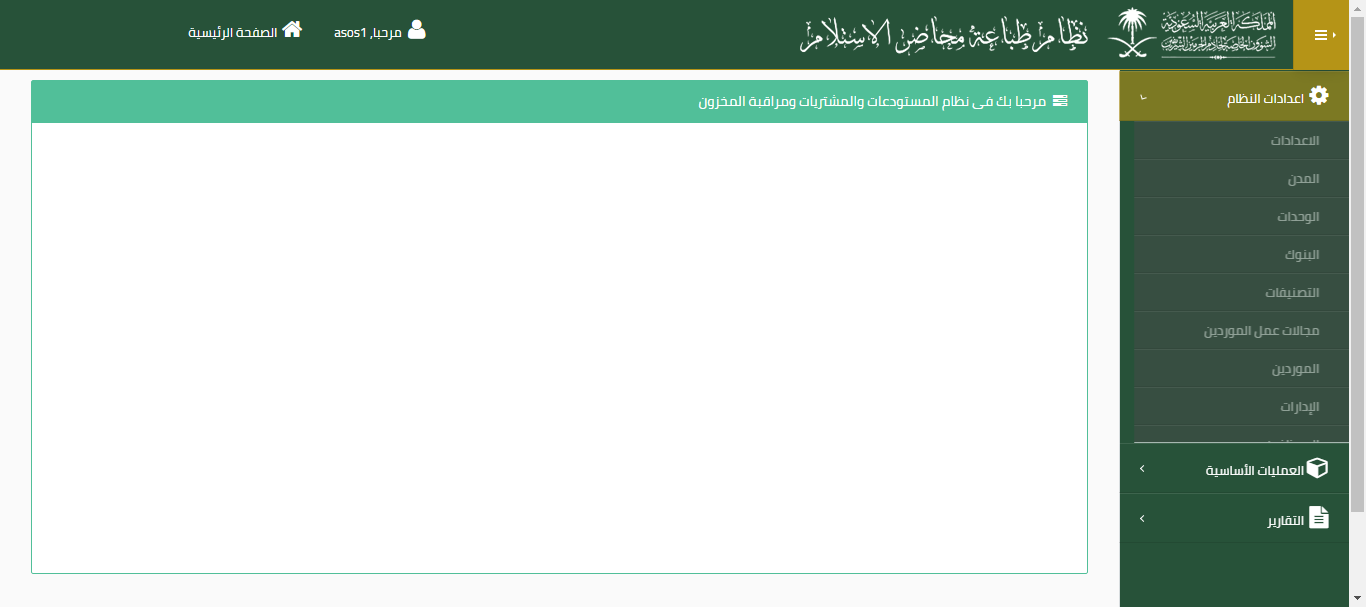 المملكة العربية السعودية
الشؤون الخاصة لخادم الحرمين الشريفين
نظام طباعة محاضر الاستلام
مرحبا, asos1
الصفحة الرئيسية
اعدادات النظام
الاعدادات
المدن
الوحدات
البنوك
التصنيفات
مجالات عمل الموردين
الموردين
الإدارات
العمليات الأساسية
التقارير
مرحبا بك فى نظام المستودعات والمشتريات ومراقبة المخزون